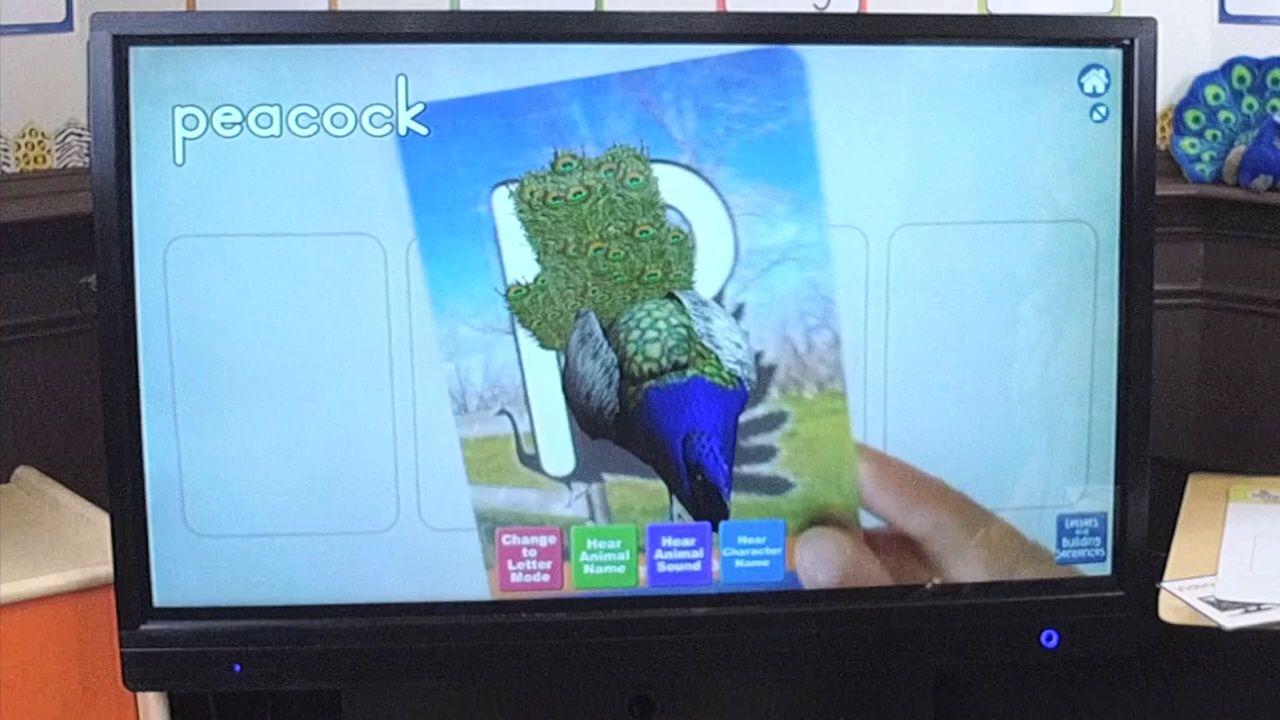 peacock
P
Change
to
Letter
Mode
Hear
Animal
Name
Hear
Animal
Sound
Hear
Character
Name
Letters
and
Building
Sentences